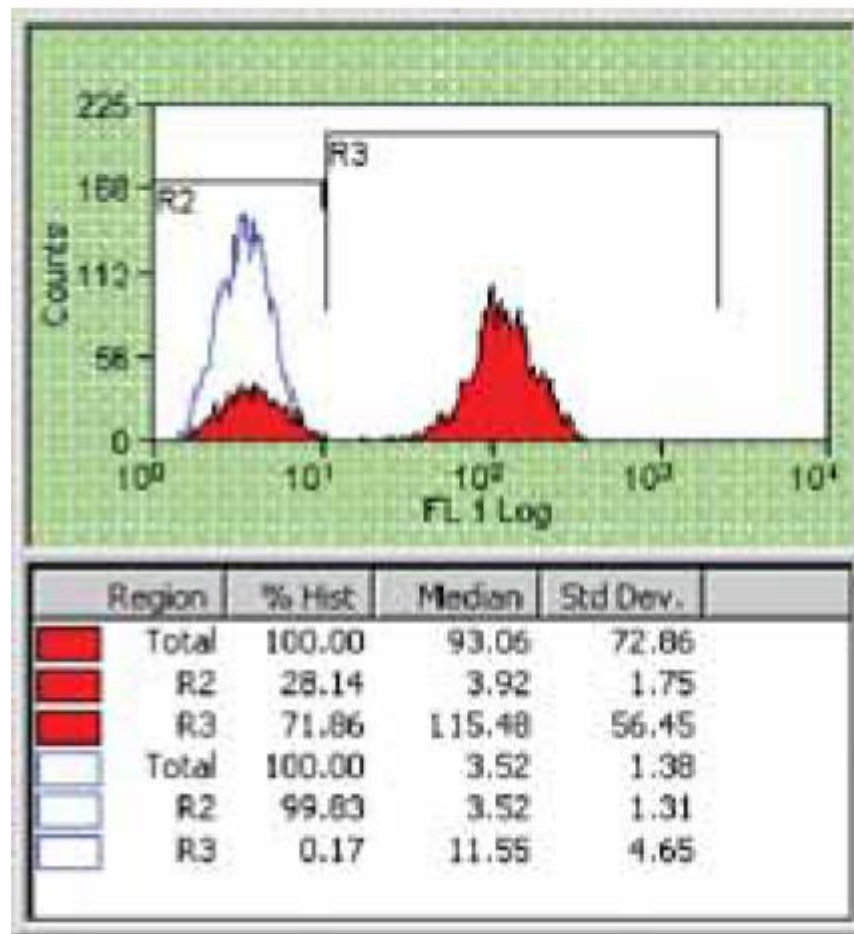 225
R3
168
R2
Counts
112
56
0
10⁰ 10¹ 10² 10³ 10⁴
FL 1 Log
Region % Hist Median Std Dev.
Total 100.00 93.06 72.86
R2 28.14 3.92 1.75
R3 71.86 115.48 56.45
Total 100.00 3.52 1.38
R2 99.83 3.52 1.31
R3 0.17 11.55 4.65